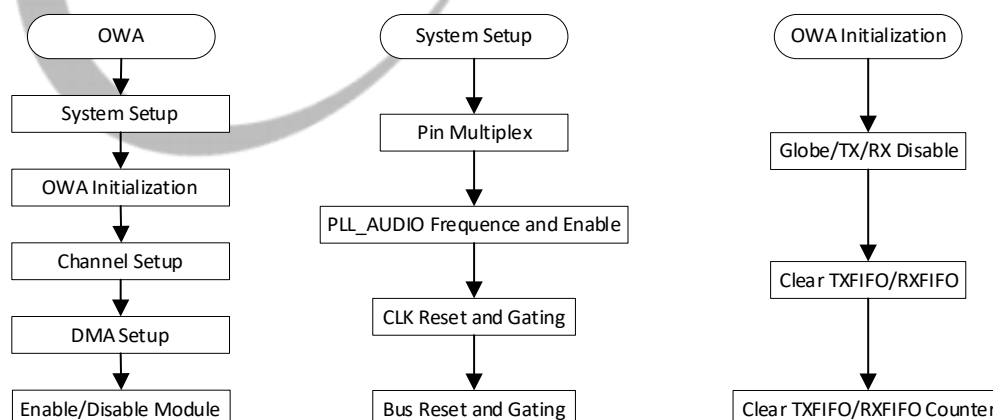 OWA
System Setup
OWA Initialization
Channel Setup
DMA Setup
Enable/Disable Module
System Setup
Pin Multiplex
PLL_AUDIO Frequence and Enable
CLK Reset and Gating
Bus Reset and Gating
OWA Initialization
Globe/TX/RX Disable
Clear TXFIFO/RXFIFO
Clear TXFIFO/RXFIFO Counter